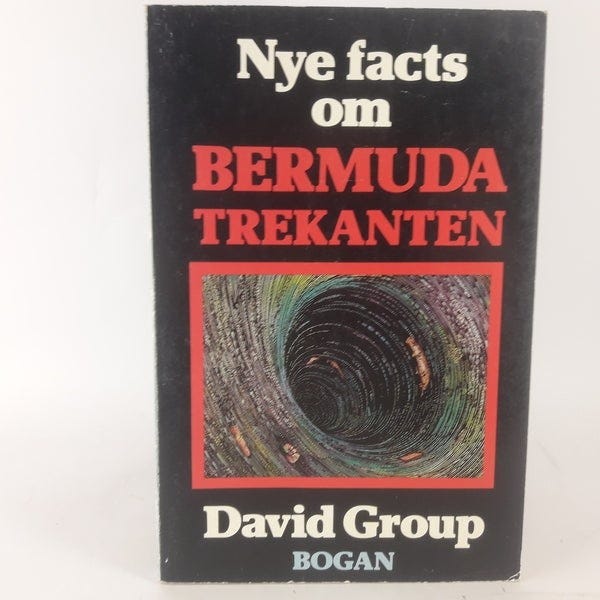 Nye facts
om
BERMUDA
TREKANTEN
David Group
BOGAN